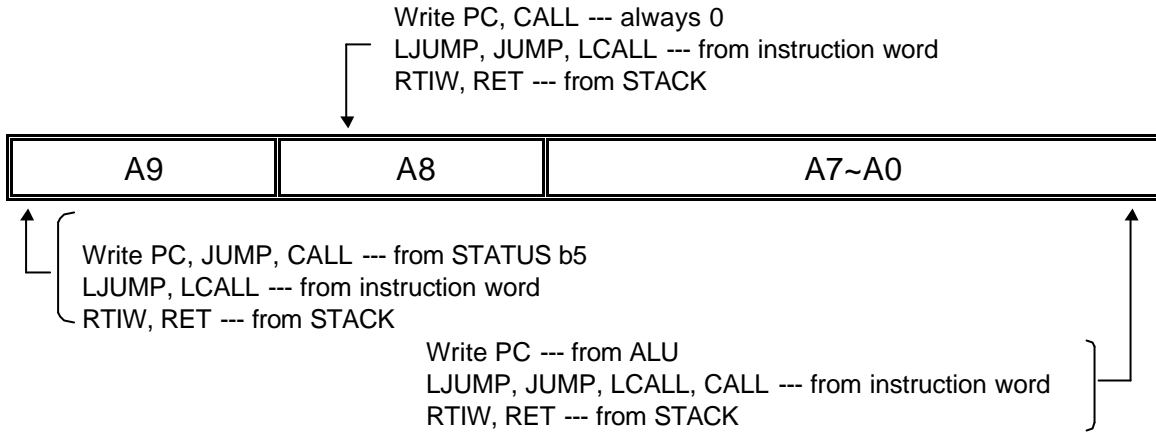 Write PC, CALL --- always 0
LJUMP, JUMP, LCALL --- from instruction word
RTIW, RET --- from STACK
A9 A8 A7~A0
Write PC, JUMP, CALL --- from STATUS b5
LJUMP, LCALL --- from instruction word
RTIW, RET --- from STACK
Write PC --- from ALU
LJUMP, JUMP, LCALL, CALL --- from instruction word
RTIW, RET --- from STACK